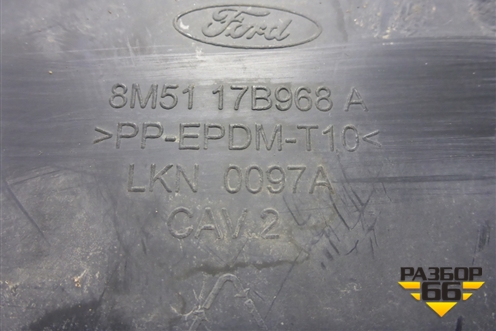 Ford
8M51 17B968 A
>PP-EPDM-T10<
LKN 0097A
CAV.2
РАЗБОР
66